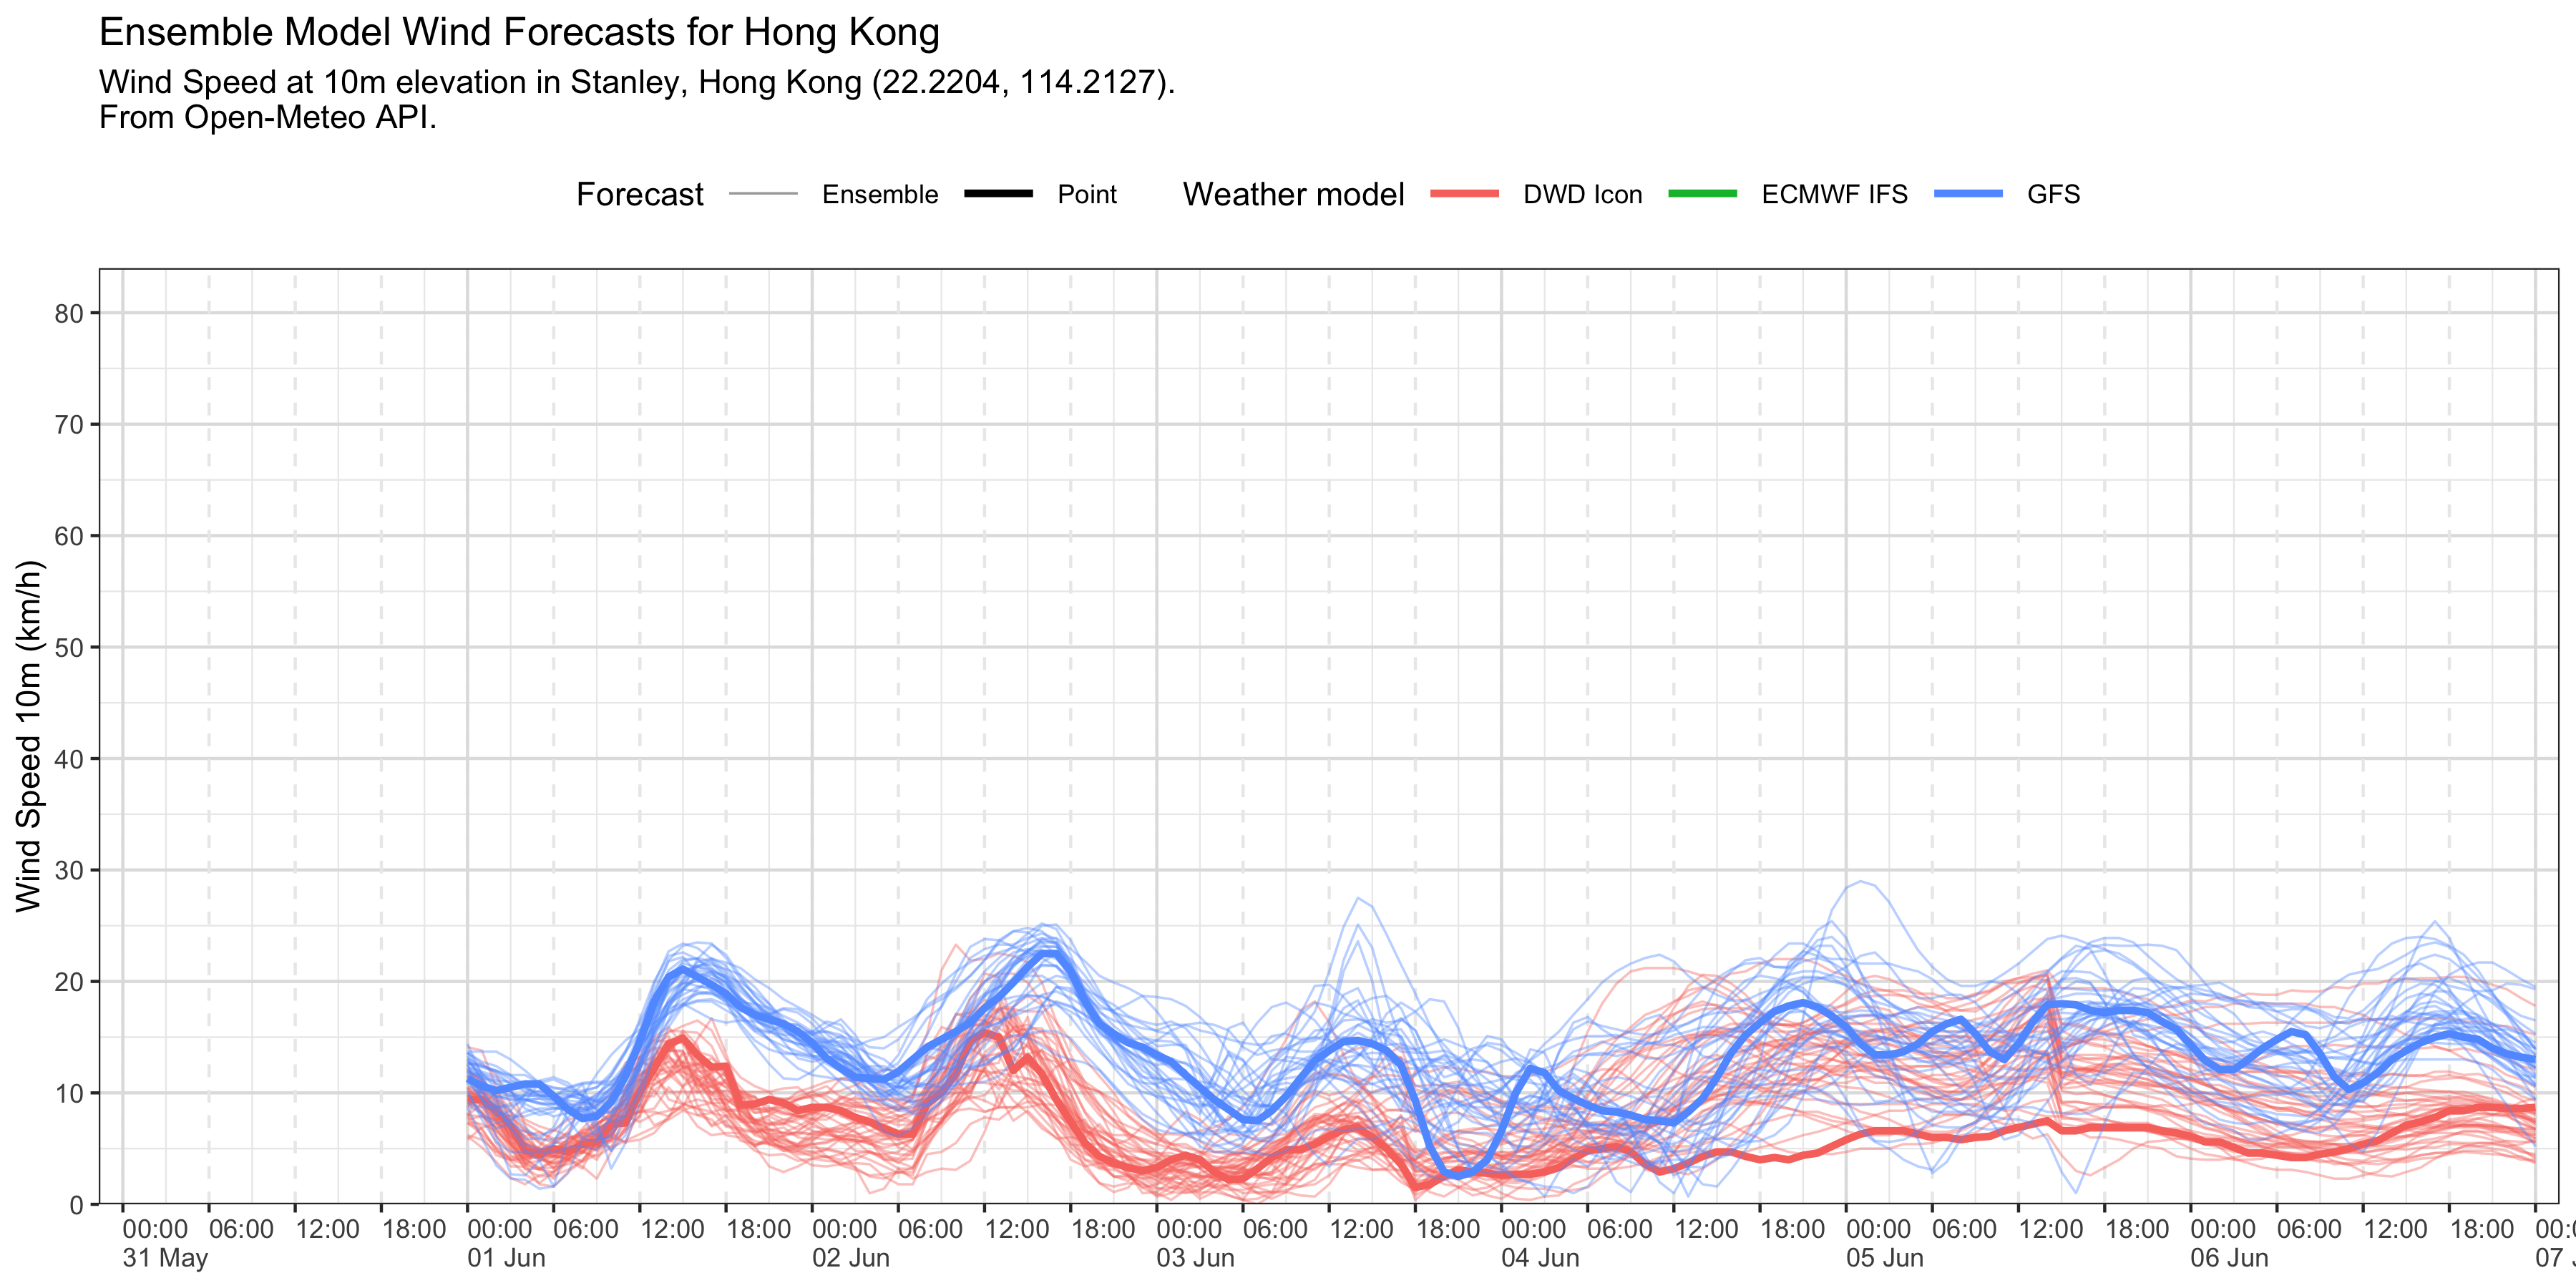 Ensemble Model Wind Forecasts for Hong Kong
Wind Speed at 10m elevation in Stanley, Hong Kong (22.2204, 114.2127).
From Open-Meteo API.
Forecast Ensemble Point Weather model DWD Icon ECMWF IFS GFS
Wind Speed 10m (km/h)
80
70
60
50
40
30
20
10
0
00:00 06:00 12:00 18:00 00:00 06:00 12:00 18:00 00:00 06:00 12:00 18:00 00:00 06:00 12:00 18:00 00:00 06:00 12:00 18:00 00:00 06:00 12:00 18:00 00:00 06:00 12:00 18:00 00:
31 May 01 Jun 02 Jun 03 Jun 04 Jun 05 Jun 06 Jun 07